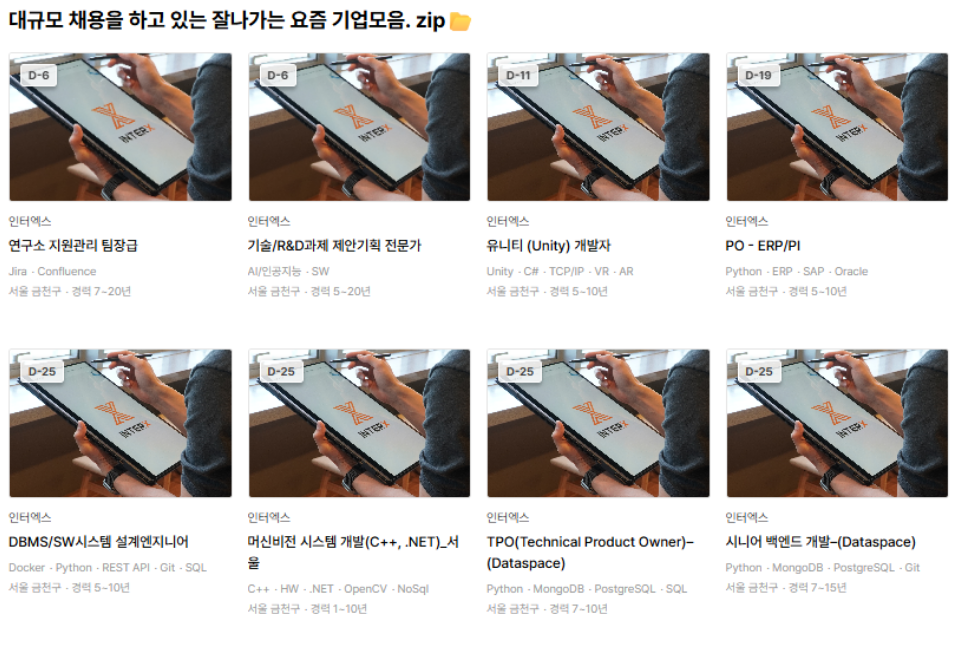 대규모 채용을 하고 있는 잘나가는 요즘 기업모음. zip
D-6
INTERX
인터엑스
연구소 지원관리 팀장급
Jira · Confluence
서울 금천구 · 경력 7~20년
D-6
INTERX
인터엑스
기술/R&D과제 제안기획 전문가
AI/인공지능 · SW
서울 금천구 · 경력 5~20년
D-11
INTERX
인터엑스
유니티 (Unity) 개발자
Unity · C# · TCP/IP · VR · AR
서울 금천구 · 경력 5~10년
D-19
INTERX
인터엑스
PO - ERP/PI
Python · ERP · SAP · Oracle
서울 금천구 · 경력 5~10년
D-25
INTERX
인터엑스
DBMS/SW시스템 설계엔지니어
Docker · Python · REST API · Git · SQL
서울 금천구 · 경력 5~10년
D-25
INTERX
인터엑스
머신비전 시스템 개발(C++, .NET)_서
울
C++ · HW · .NET · OpenCV · NoSql
서울 금천구 · 경력 1~10년
D-25
INTERX
인터엑스
TPO(Technical Product Owner)–
(Dataspace)
Python · MongoDB · PostgreSQL · SQL
서울 금천구 · 경력 7~10년
D-25
INTERX
인터엑스
시니어 백엔드 개발–(Dataspace)
Python · MongoDB · PostgreSQL · Git
서울 금천구 · 경력 7~15년